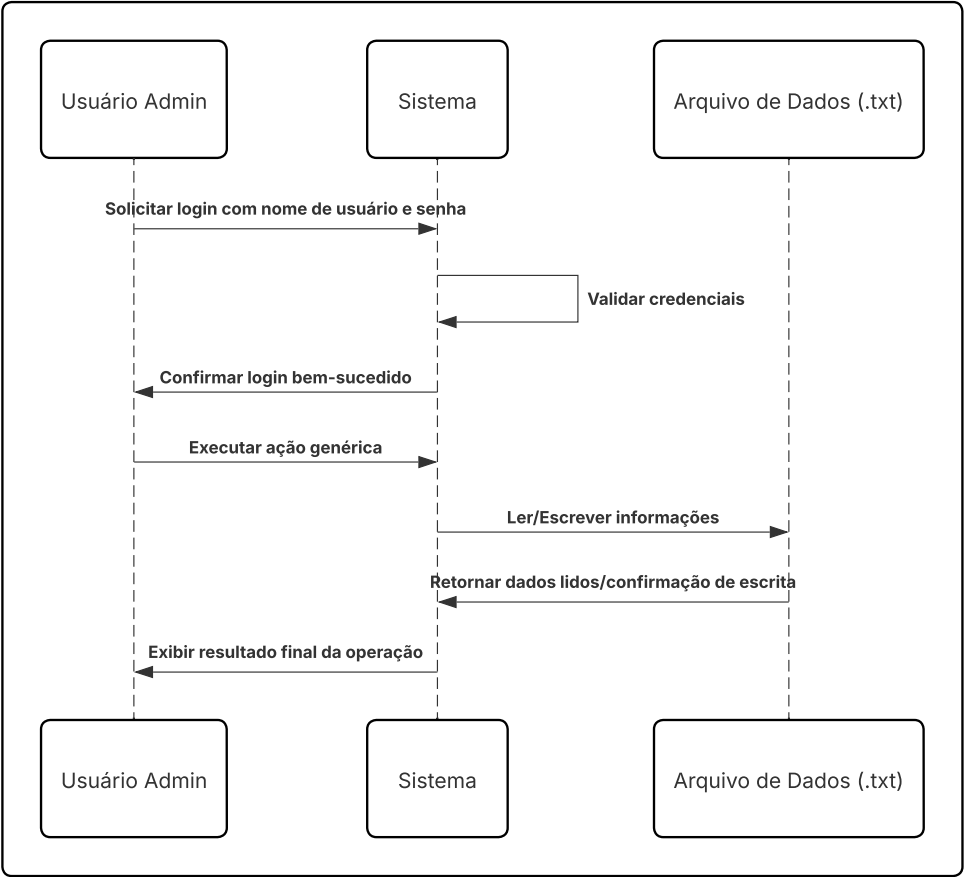 Usuário Admin
Sistema
Arquivo de Dados (.txt)
Solicitar login com nome de usuário e senha
Validar credenciais
Confirmar login bem-sucedido
Executar ação genérica
Ler/Escrever informações
Retornar dados lidos/confirmação de escrita
Exibir resultado final da operação
Usuário Admin
Sistema
Arquivo de Dados (.txt)